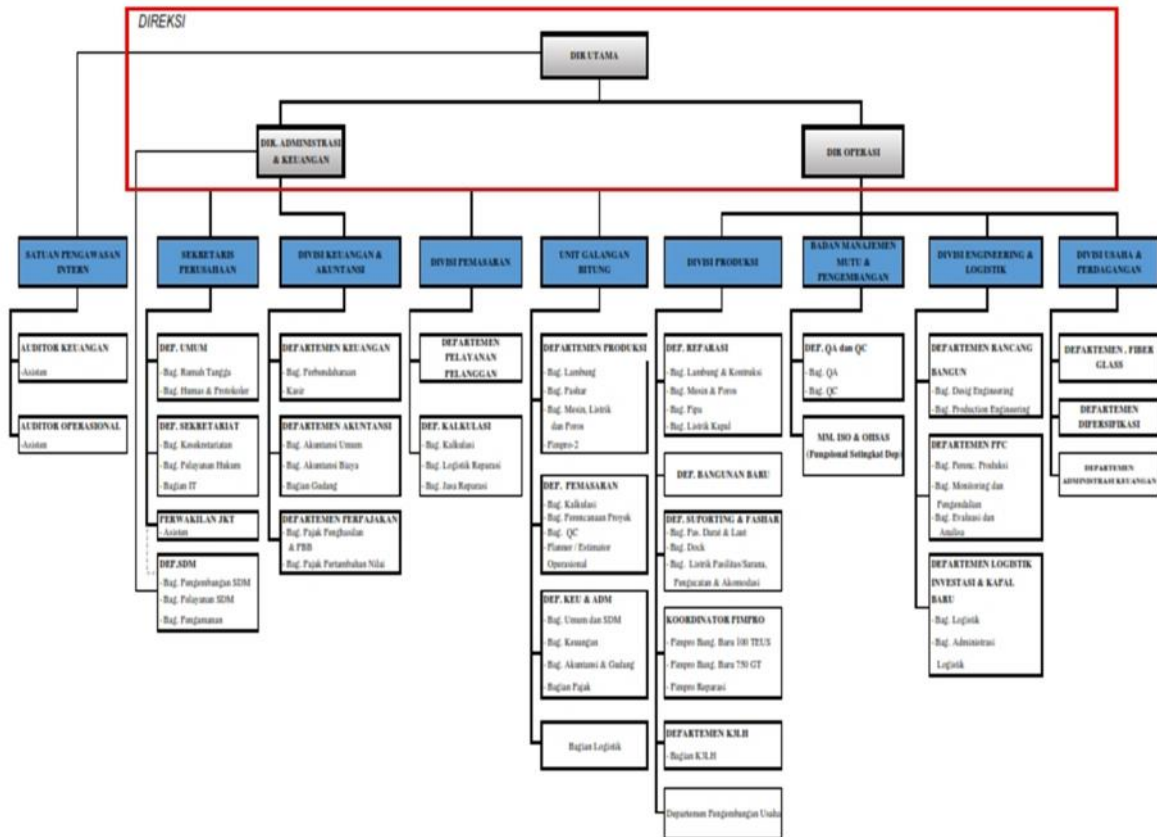 DIREKSI
DIR UTAMA
DIR. ADMINISTRASI
& KEUANGAN
DIR OPERASI
SATUAN PENGAWASAN
INTERN
SEKRETARIS
PERUSAHAAN
DIVISI KEUANGAN &
AKUNTANSI
DIVISI PEMASARAN
UNIT GALANGAN
BITUNG
DIVISI PRODUKSI
BADAN MANAJEMEN
MUTU &
PENGEMBANGAN
DIVISI ENGINEERING &
LOGISTIK
DIVISI USAHA &
PERDAGANGAN
AUDITOR KEUANGAN
-Asisten
AUDITOR OPERASIONAL
-Asisten
DEP. UMUM
- Bag. Rumah Tangga
- Bag. Humas & Protokoler
DEP. SEKRETARIAT
- Bag. Kesekretariatan
- Bag. Pelayanan Hukum
- Bagian IT
PERWAKILAN JKT
- Asisten
DEP.SDM
- Bag. Pengembangan SDM
- Bag. Pelayanan SDM
- Bag. Pengamanan
DEPARTEMEN KEUANGAN
- Bag. Perbendaharaan
- Kasir
DEPARTEMEN AKUNTANSI
- Bag. Akuntansi Umum
- Bag. Akuntansi Biaya
- Bagian Gudang
DEPARTEMEN PERPAJAKAN
- Bag. Pajak Penghasilan
& PBB
- Bag. Pajak Pertambahan Nilai
DEPARTEMEN
PELAYANAN
PELANGGAN
DEP. KALKULASI
- Bag. Kalkulasi
- Bag. Logistik Reparasi
- Bag. Jasa Reparasi
DEPARTEMEN PRODUKSI
- Bag. Lambung
- Bag. Fashar
- Bag. Mesin, Listrik
dan Poros
- Pimpro-2
DEP. PEMASARAN
- Bag. Kalkulasi
- Bag. Perencanaan Proyek
- Bag. QC
- Planner / Estimator
Operasional
DEP. KEU & ADM
- Bag. Umum dan SDM
- Bag. Keuangan
- Bag. Akuntansi & Gudang
- Bagian Pajak
Bagian Logistik
DEP. REPARASI
- Bag. Lambung & Kontruksi
- Bag. Mesin & Poros
- Bag. Pipa
- Bag. Listrik Kapal
DEP. BANGUNAN BARU
DEP. SUPORTING & FASHAR
- Bag. Fas. Darat & Laut
- Bag. Dock
- Bag. Listrik Fasilitas/Sarana,
Pengecatan & Akomodasi
KOORDINATOR PIMPRO
- Pimpro Bang. Baru 100 TEUS
- Pimpro Bang. Baru 750 GT
- Pimpro Reparasi
DEPARTEMEN K3LH
- Bagian K3LH
Departemen Pengembangan Usaha
DEP. QA dan QC
- Bag. QA
- Bag. QC
MM. ISO & OHSAS
(Fungsional Setingkat Dep)
DEPARTEMEN RANCANG
BANGUN
- Bag. Desig Engineering
- Bag. Production Engineering
DEPARTEMEN PPC
- Bag. Perenc. Produksi
- Bag. Monitoring dan
Pengendalian
- Bag. Evaluasi dan
Analisa
DEPARTEMEN LOGISTIK
INVESTASI & KAPAL
BARU
- Bag. Logistik
- Bag. Administrasi
Logistik
DEPARTEMEN . FIBER
GLASS
DEPARTEMEN
DIFERSIFIKASI
DEPARTEMEN
ADMINISTRASI KEUANGAN